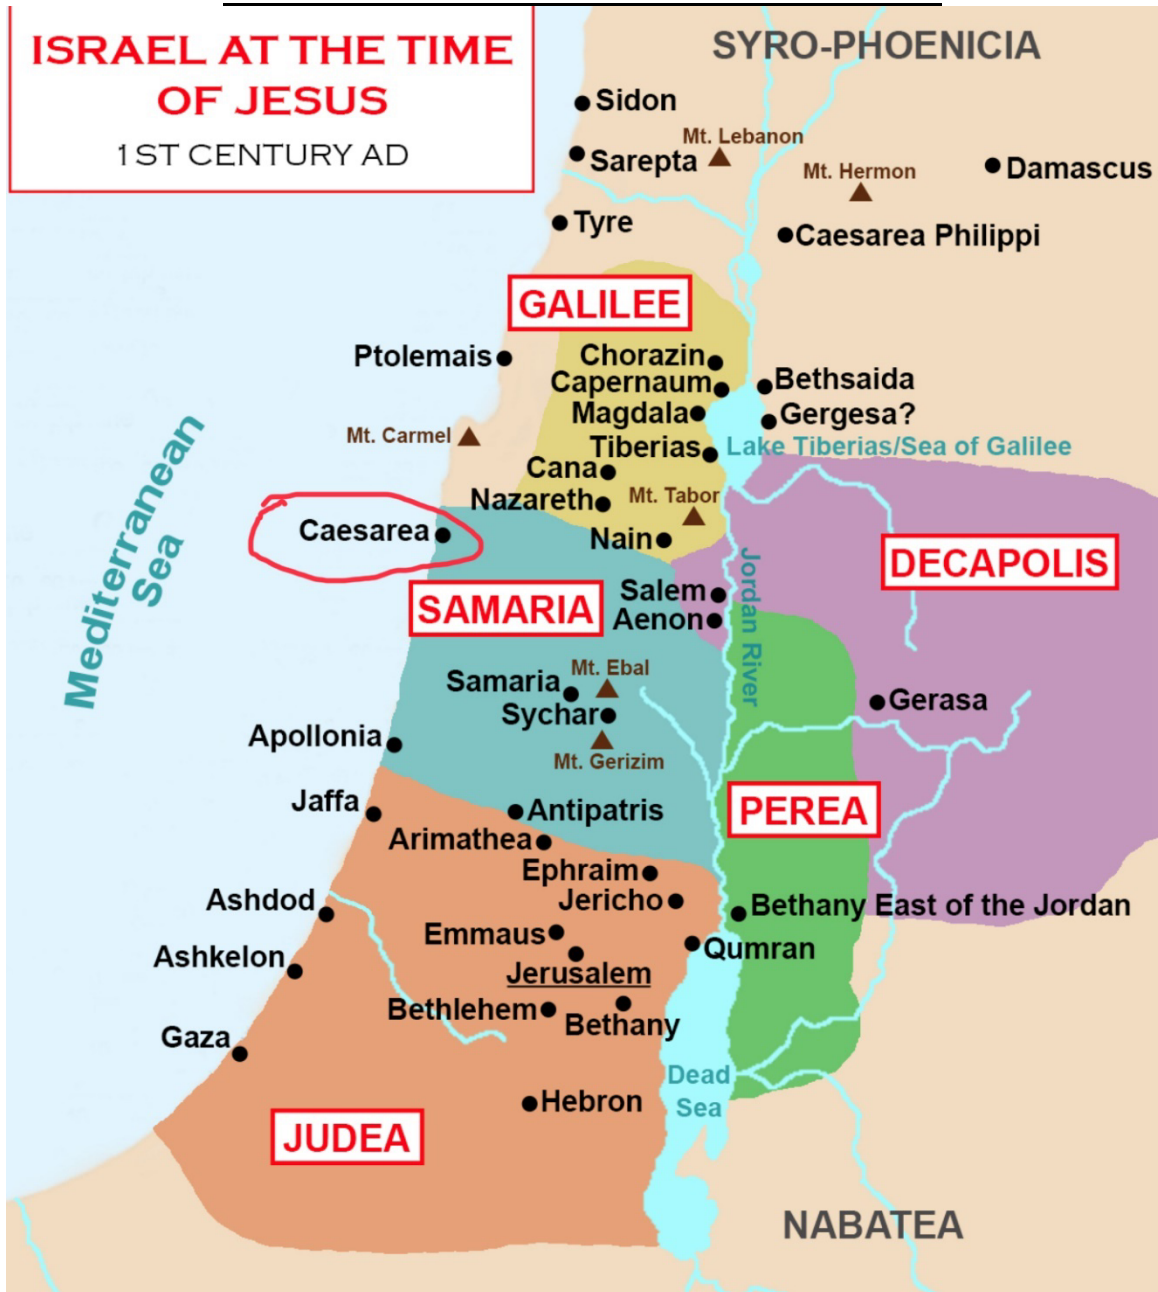 ISRAEL AT THE TIME
OF JESUS
1ST CENTURY AD
SYRO-PHOENICIA
Sidon
Mt. Lebanon
Sarepta
Mt. Hermon
Damascus
Tyre
Caesarea Philippi
GALILEE
Ptolemais
Chorazin
Capernaum
Bethsaida
Magdala
Gergesa?
Mt. Carmel
Tiberias
Lake Tiberias/Sea of Galilee
Cana
Nazareth
Mt. Tabor
Mediterranean
Sea
Caesarea
Nain
DECAPOLIS
Jordan River
SAMARIA
Salem
Aenon
Mt. Ebal
Samaria
Sychar
Gerasa
Apollonia
Mt. Gerizim
Jaffa
Antipatris
PEREA
Arimathea
Ephraim
Jericho
Ashdod
Bethany East of the Jordan
Emmaus
Qumran
Ashkelon
Jerusalem
Bethlehem
Bethany
Gaza
Dead
Sea
Hebron
JUDEA
NABATEA